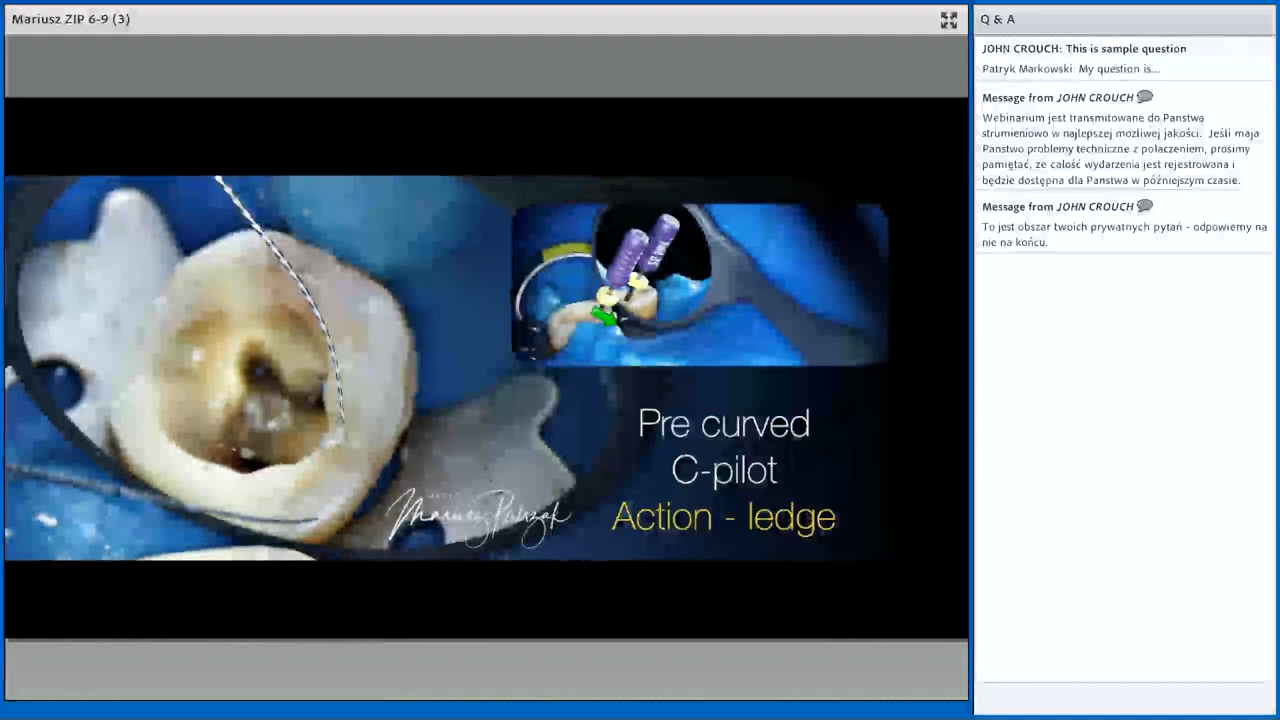 Mariusz ZIP 6-9 (3)
Pre curved
C-pilot
Action - ledge
Q & A
JOHN CROUCH: This is sample question
Patryk Markowski: My question is...
Message from JOHN CROUCH
Webinarium jest transmitowane do Panstwa
strumieniowo w najlepszej mozliwej jakości. Jeśli maja
Panstwo problemy techniczne z polaczeniem, prosimy
pamiętać, ze całość wydarzenia jest rejestrowana i
będzie dostępna dla Panstwa w późniejszym czasie.
Message from JOHN CROUCH
To jest obszar twoich prywatnych pytań - odpowiemy na
nie na końcu.